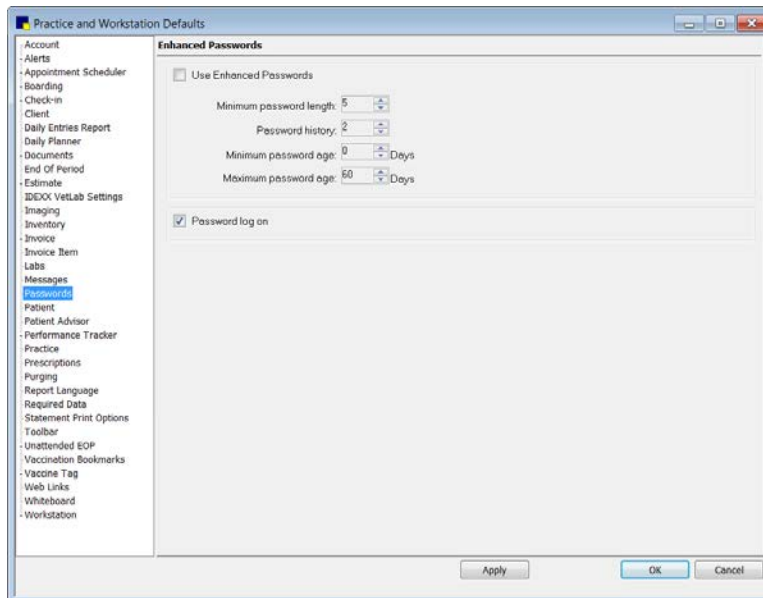 Practice and Workstation Defaults
Account
Alerts
Appointment Scheduler
Boarding
Check-in
Client
Daily Entries Report
Daily Planner
Documents
End Of Period
Estimate
IDEXX VetLab Settings
Imaging
Inventory
Invoice
Invoice Item
Labs
Messages
Passwords
Patient
Patient Advisor
Performance Tracker
Practice
Prescriptions
Purging
Report Language
Required Data
Statement Print Options
Toolbar
Unattended EOP
Vaccination Bookmarks
Vaccine Tag
Web Links
Whiteboard
Workstation
Enhanced Passwords
Use Enhanced Passwords
Minimum password length: 5
Password history: 2
Minimum password age: 0 Days
Maximum password age: 60 Days
Password log on
Apply OK Cancel